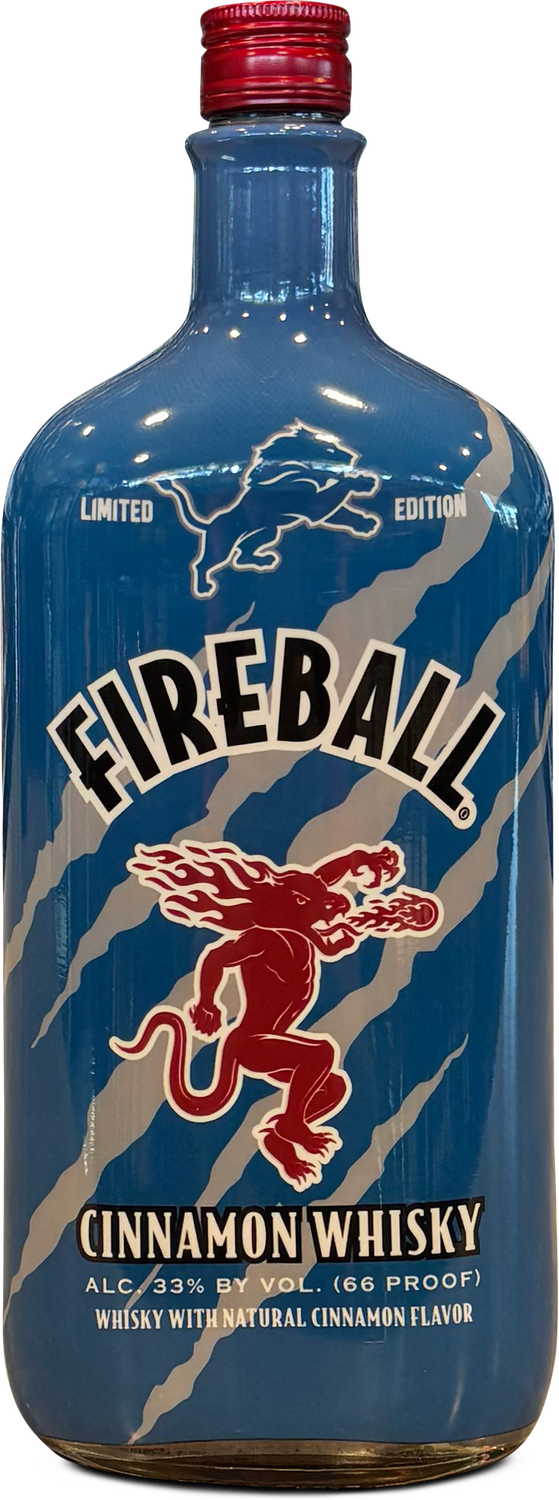 LIMITED EDITION
FIREBALL®
CINNAMON WHISKY
ALC. 33% BY VOL. (66 PROOF)
WHISKY WITH NATURAL CINNAMON FLAVOR